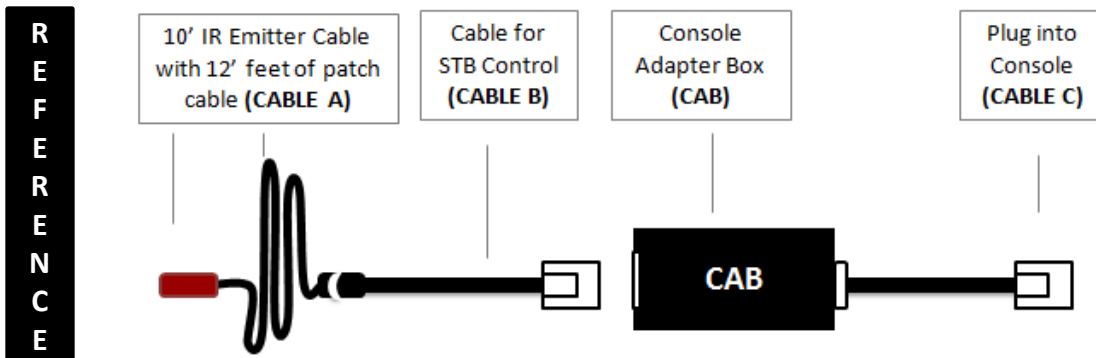 REFERENCE
10' IR Emitter Cable
with 12' feet of patch
cable (CABLE A)
Cable for
STB Control
(CABLE B)
Console
Adapter Box
(CAB)
Plug into
Console
(CABLE C)
CAB